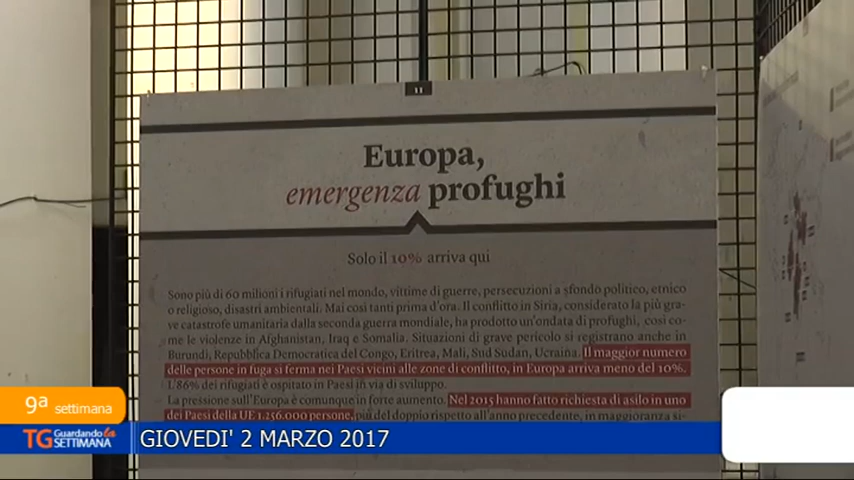 11
Europa,
emergenza profughi
Solo il 10% arriva qui
Sono più di 60 milioni i rifugiati nel mondo, vittime di guerre, persecuzioni a sfondo politico, etnico
o religioso, disastri ambientali. Mai così tanti prima d'ora. Il conflitto in Siria, considerato la più gra-
ve catastrofe umanitaria dalla seconda guerra mondiale, ha prodotto un'ondata di profughi, così co-
me le violenze in Afghanistan, Iraq e Somalia. Situazioni di grave pericolo si registrano anche in
Burundi, Repubblica Democratica del Congo, Eritrea, Mali, Sud Sudan, Ucraina. Il maggior numero
delle persone in fuga si ferma nei Paesi vicini alle zone di conflitto, in Europa arriva meno del 10%.
L'86% dei rifugiati è ospitato in Paesi in via di sviluppo.
La pressione sull'Europa è comunque in forte aumento. Nel 2015 hanno fatto richiesta di asilo in uno
dei Paesi della UE 1.256.000 persone, più del doppio rispetto all'anno precedente, in maggioranza si-
9ª settimana
TG Guardando la
SETTIMANA
GIOVEDI' 2 MARZO 2017